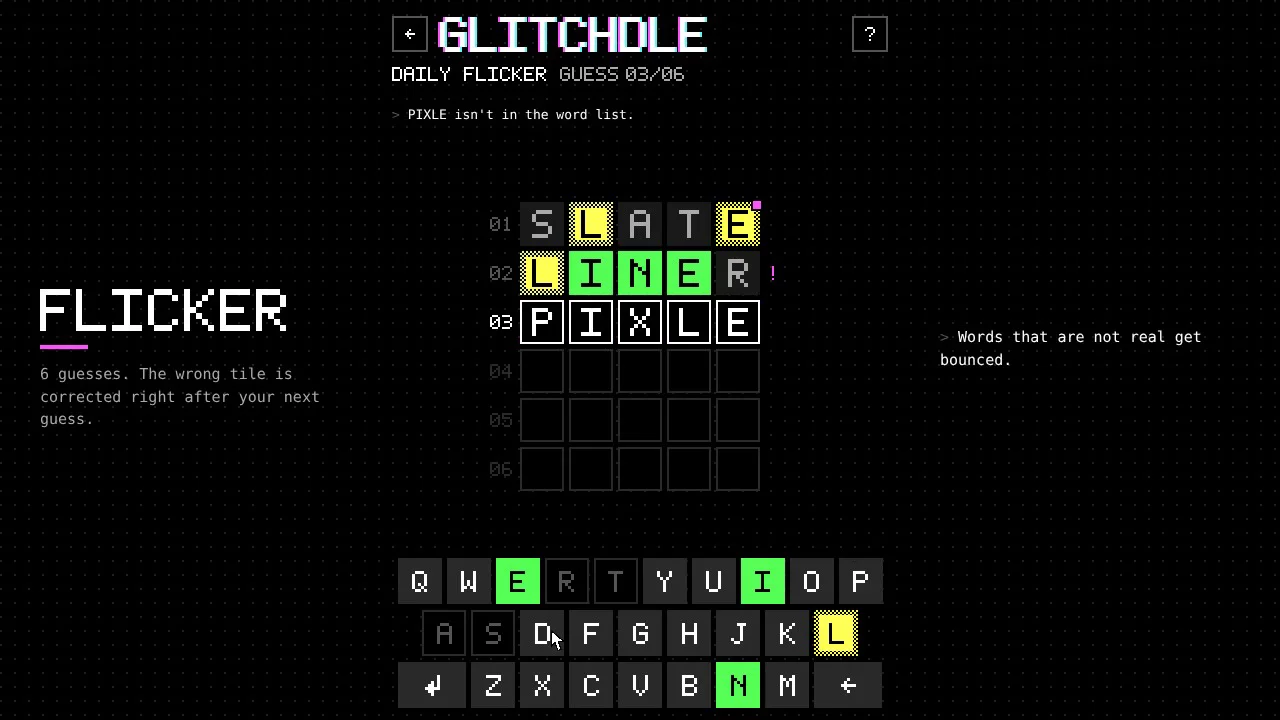 ← GLITCHDLE ?
DAILY FLICKER GUESS 03/06
> PIXLE isn't in the word list.
01 S L A T E
02 L I N E R !
03 P I X L E
04
05
06
FLICKER
6 guesses. The wrong tile is
corrected right after your next
guess.
> Words that are not real get
bounced.
Q W E R T Y U I O P
A S D F G H J K L
↲ Z X C V B N M ←